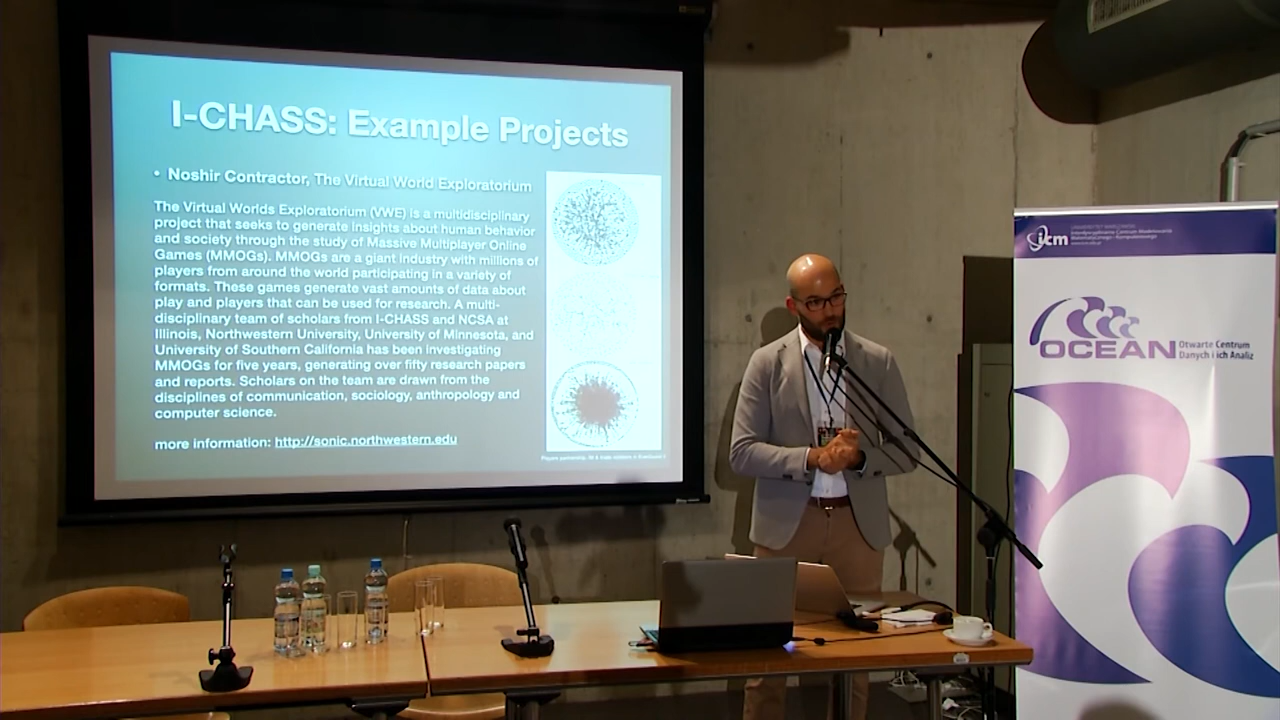 I-CHASS: Example Projects
• Noshir Contractor, The Virtual World Exploratorium
The Virtual Worlds Exploratorium (VWE) is a multidisciplinary
project that seeks to generate insights about human behavior
and society through the study of Massive Multiplayer Online
Games (MMOGs). MMOGs are a giant industry with millions of
players from around the world participating in a variety of
formats. These games generate vast amounts of data about
play and players that can be used for research. A multi-
disciplinary team of scholars from I-CHASS and NCSA at
Illinois, Northwestern University, University of Minnesota, and
University of Southern California has been investigating
MMOGs for five years, generating over fifty research papers
and reports. Scholars on the team are drawn from the
disciplines of communication, sociology, anthropology and
computer science.
more information: http://sonic.northwestern.edu
icm
OCEAN
Otwarte Centrum
Danych i ich Analiz